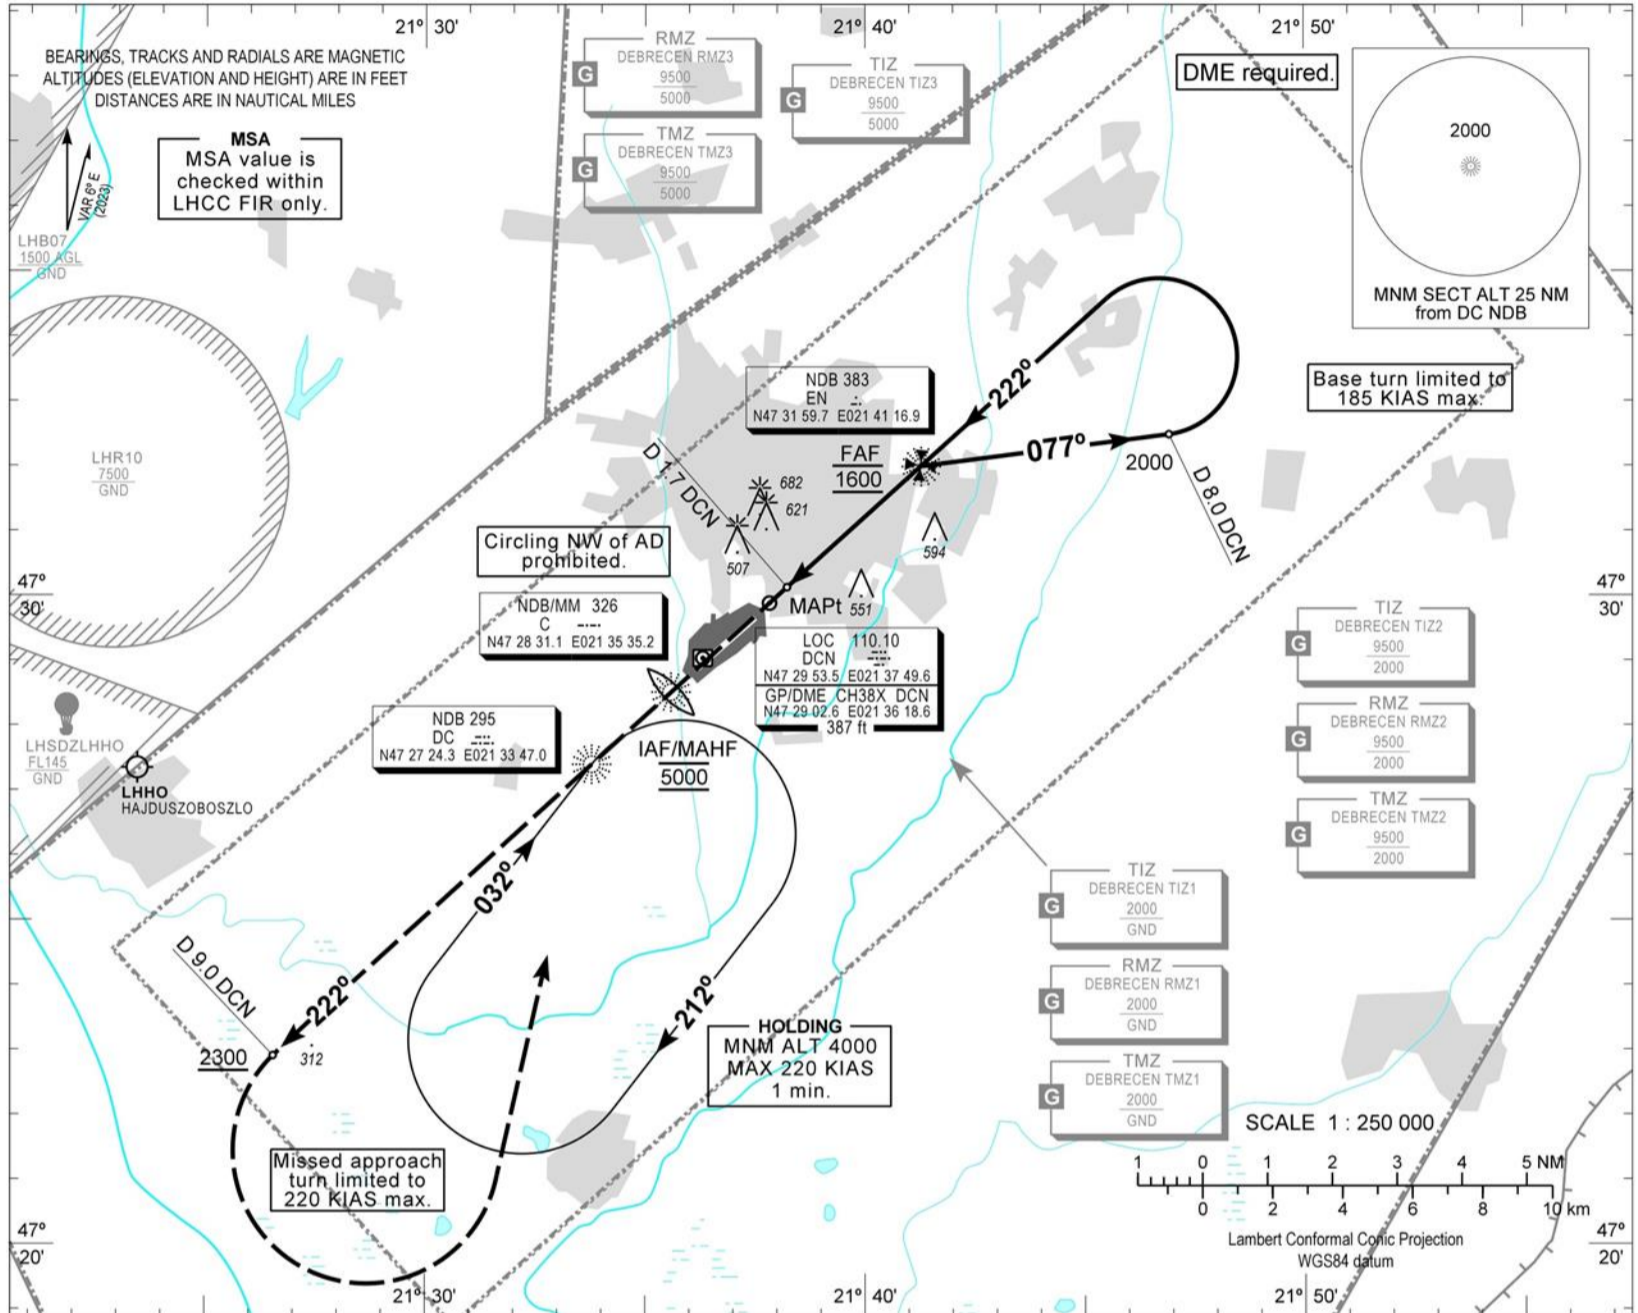 21° 30'
21° 40'
21° 50'
BEARINGS, TRACKS AND RADIALS ARE MAGNETIC
ALTITUDES (ELEVATION AND HEIGHT) ARE IN FEET
DISTANCES ARE IN NAUTICAL MILES
MSA
MSA value is
checked within
LHCC FIR only.
VAR 6° E
(2023)
RMZ
DEBRECEN RMZ3
9500
5000
G
TIZ
DEBRECEN TIZ3
9500
5000
G
TMZ
DEBRECEN TMZ3
9500
5000
G
DME required.
2000
MNM SECT ALT 25 NM
from DC NDB
LHB07
1500 AGL
GND
LHR10
7500
GND
Base turn limited to
185 KIAS max.
NDB 383
EN
N47 31 59.7 E021 41 16.9
222°
077°
FAF
1600
2000
D 8.0 DCN
D 1.7 DCN
682
621
507
594
551
Circling NW of AD
prohibited.
MAPt
47°
30'
47°
30'
NDB/MM 326
C
N47 28 31.1 E021 35 35.2
LOC 110.10
DCN
N47 29 53.5 E021 37 49.6
GP/DME CH38X DCN
N47 29 02.6 E021 36 18.6
387 ft
NDB 295
DC
N47 27 24.3 E021 33 47.0
IAF/MAHF
5000
LHSDZLHHO
FL145
GND
LHHO
HAJDUSZOBOSZLO
TIZ
DEBRECEN TIZ2
9500
2000
G
RMZ
DEBRECEN RMZ2
9500
2000
G
TMZ
DEBRECEN TMZ2
9500
2000
G
TIZ
DEBRECEN TIZ1
2000
GND
G
RMZ
DEBRECEN RMZ1
2000
GND
G
TMZ
DEBRECEN TMZ1
2000
GND
G
032°
212°
222°
D 9.0 DCN
2300
312
HOLDING
MNM ALT 4000
MAX 220 KIAS
1 min.
Missed approach
turn limited to
220 KIAS max.
SCALE 1 : 250 000
1 0 1 2 3 4 5 NM
0 2 4 6 8 10 km
Lambert Conformal Conic Projection
WGS84 datum
47°
20'
47°
20'
21° 30'
21° 40'
21° 50'